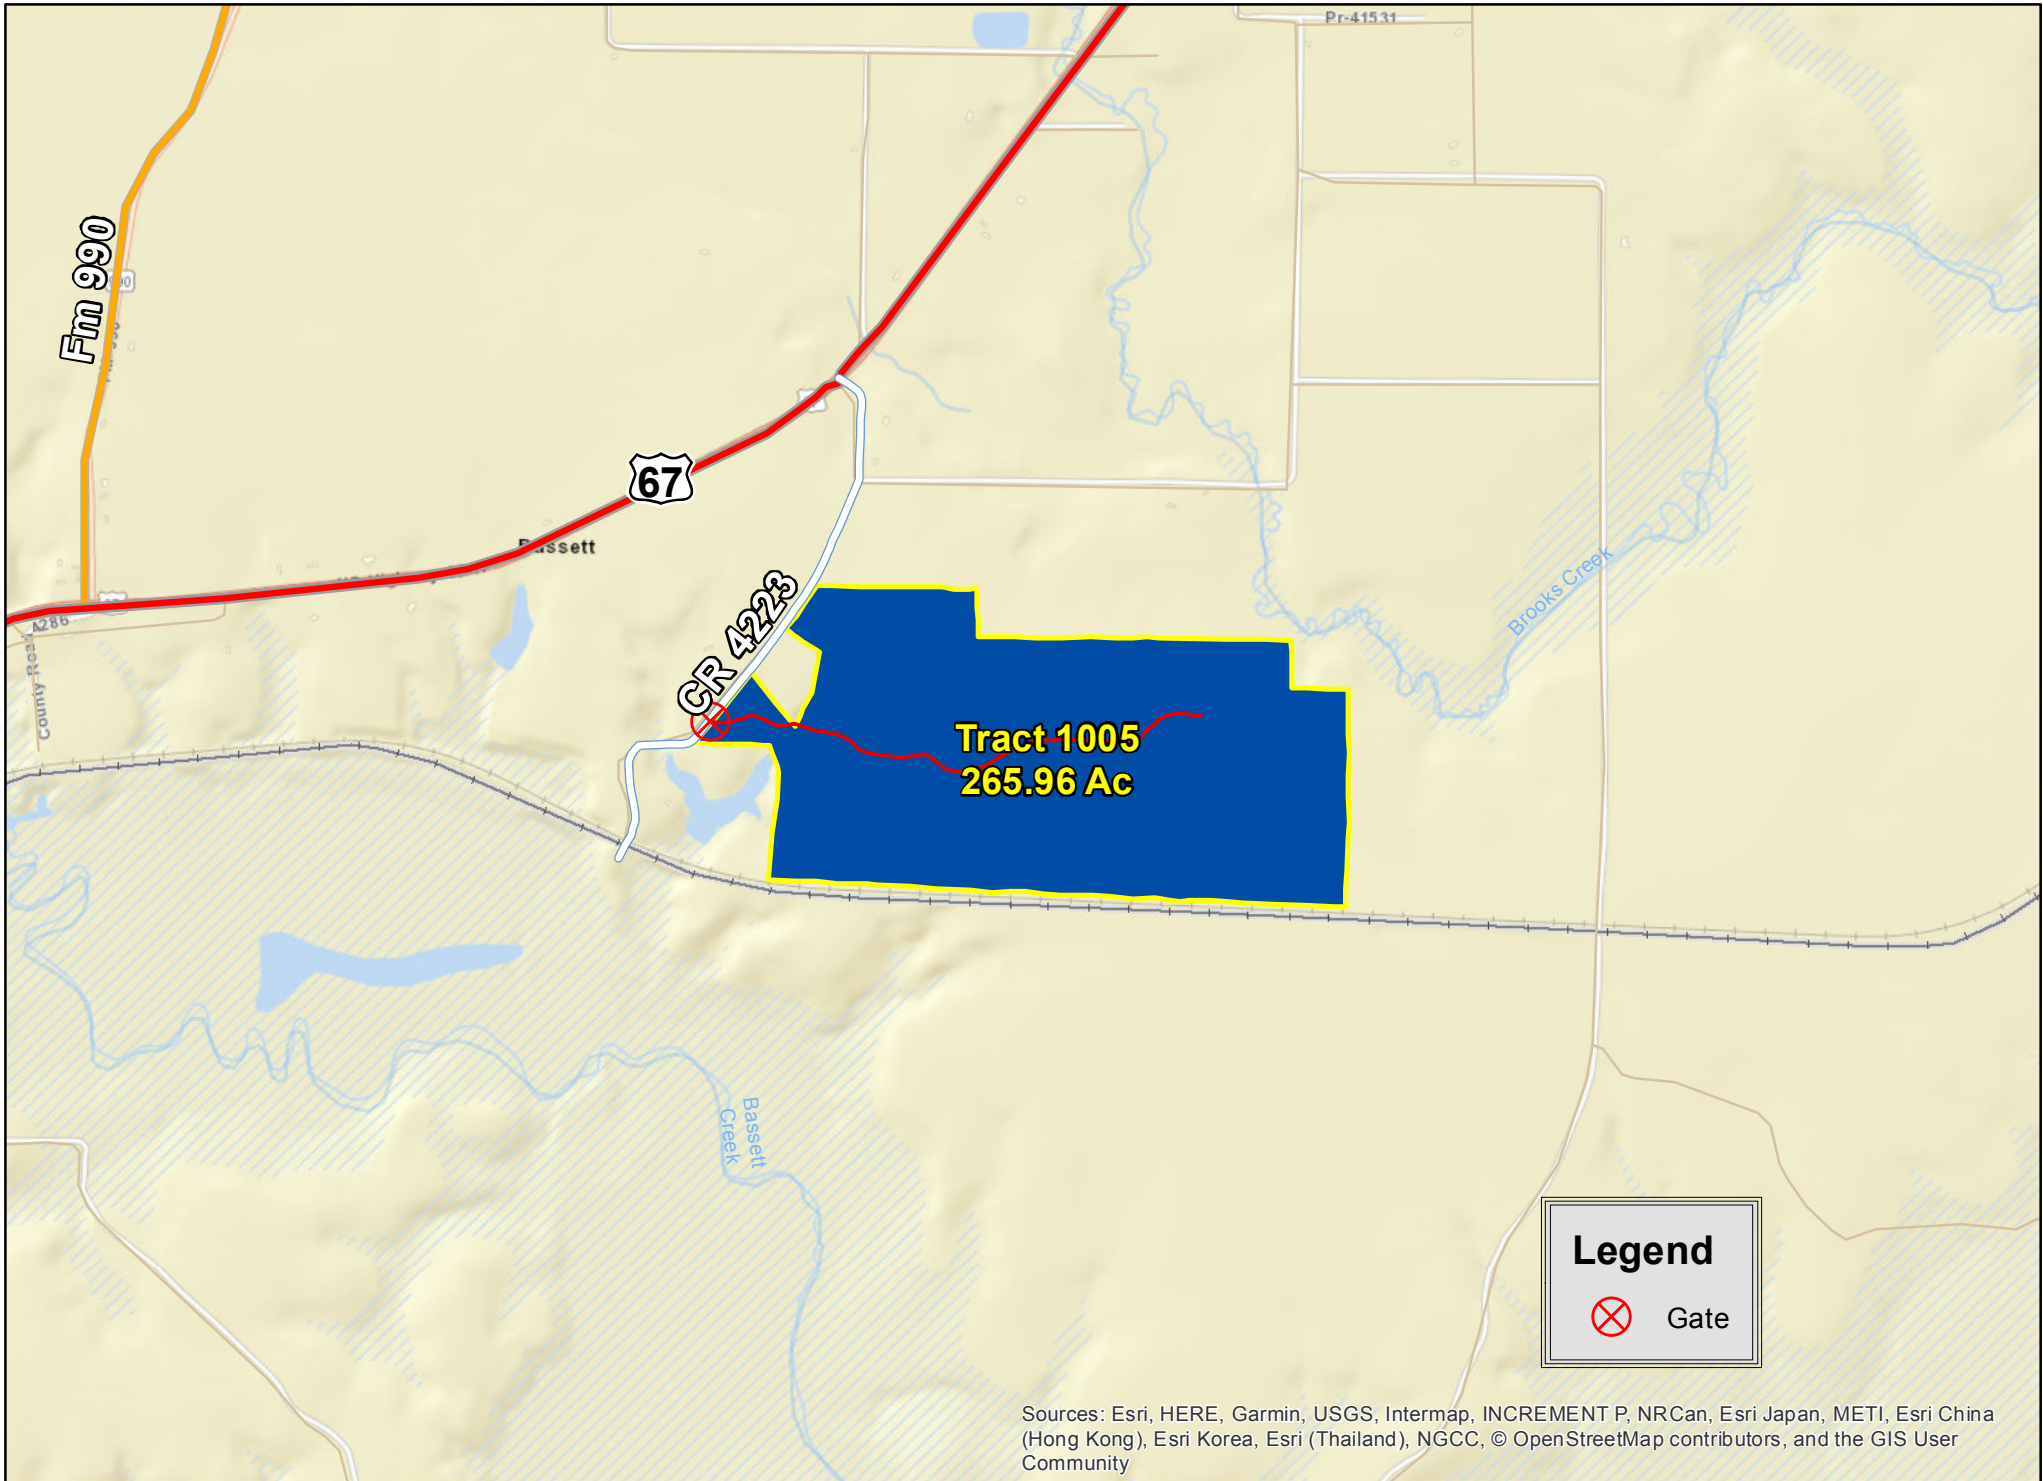 Pr-41531
Fm 990
67
Bassett
CR 4223
A286
Brooks Creek
Tract 1005
265.96 Ac
Bassett
Creek
Legend
Gate
Sources: Esri, HERE, Garmin, USGS, Intermap, INCREMENT P, NRCan, Esri Japan, METI, Esri China
(Hong Kong), Esri Korea, Esri (Thailand), NGCC, © OpenStreetMap contributors, and the GIS User
Community